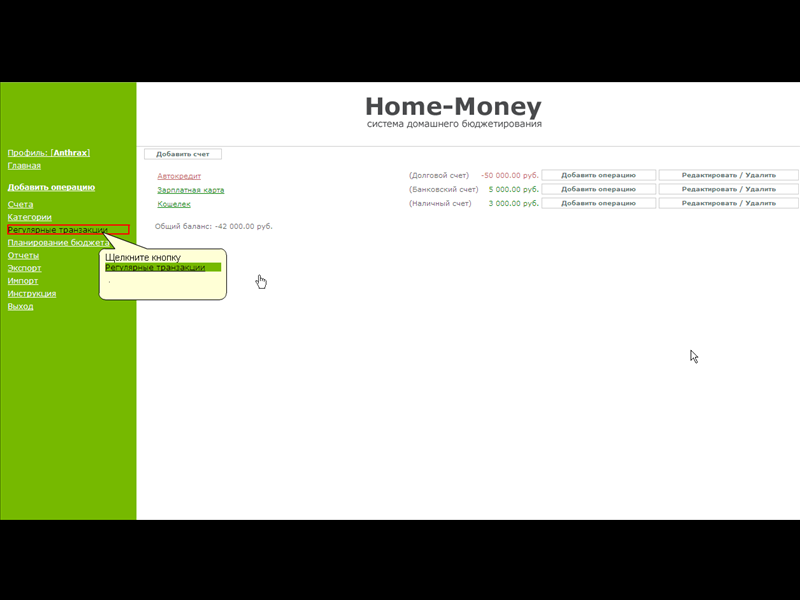 Home-Money
система домашнего бюджетирования
Профиль: [Anthrax]
Главная
Добавить операцию
Счета
Категории
Регулярные транзакции
Планирование бюджета
Отчеты
Экспорт
Импорт
Инструкция
Выход
Щелкните кнопку
Регулярные транзакции
.
Добавить счет
Автокредит (Долговой счет) -50 000.00 руб. Добавить операцию Редактировать / Удалить
Зарплатная карта (Банковский счет) 5 000.00 руб. Добавить операцию Редактировать / Удалить
Кошелек (Наличный счет) 3 000.00 руб. Добавить операцию Редактировать / Удалить
Общий баланс: -42 000.00 руб.